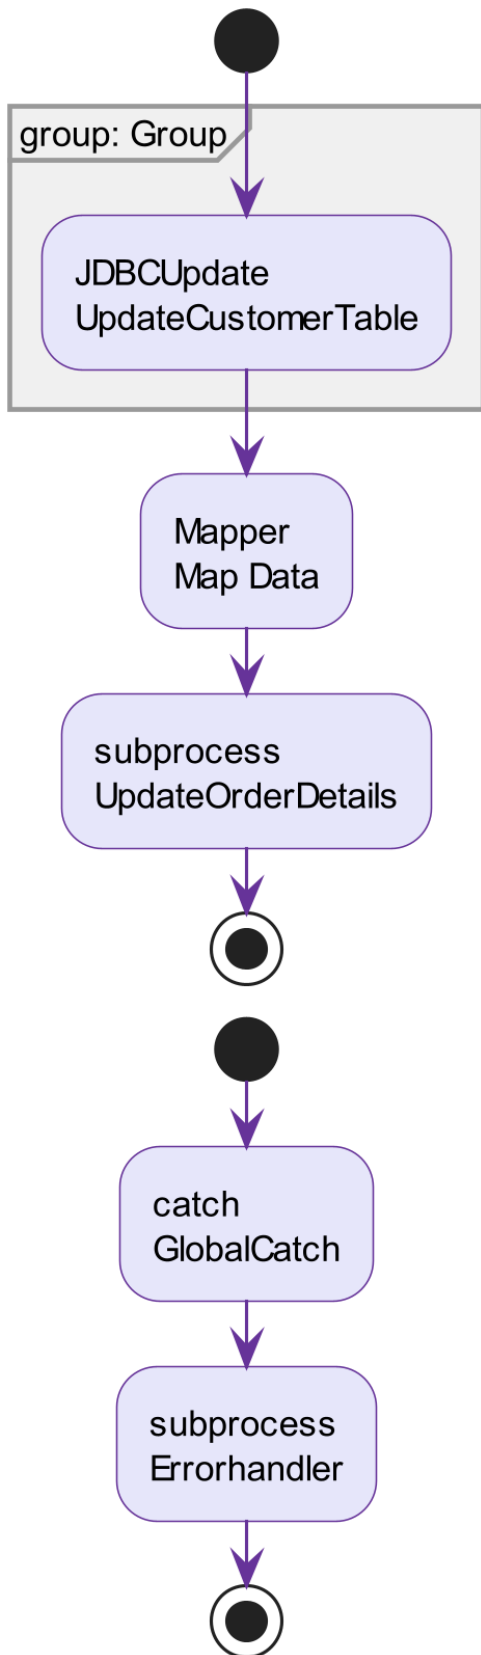 group: Group
JDBCUpdate
UpdateCustomerTable
Mapper
Map Data
subprocess
UpdateOrderDetails
catch
GlobalCatch
subprocess
Errorhandler